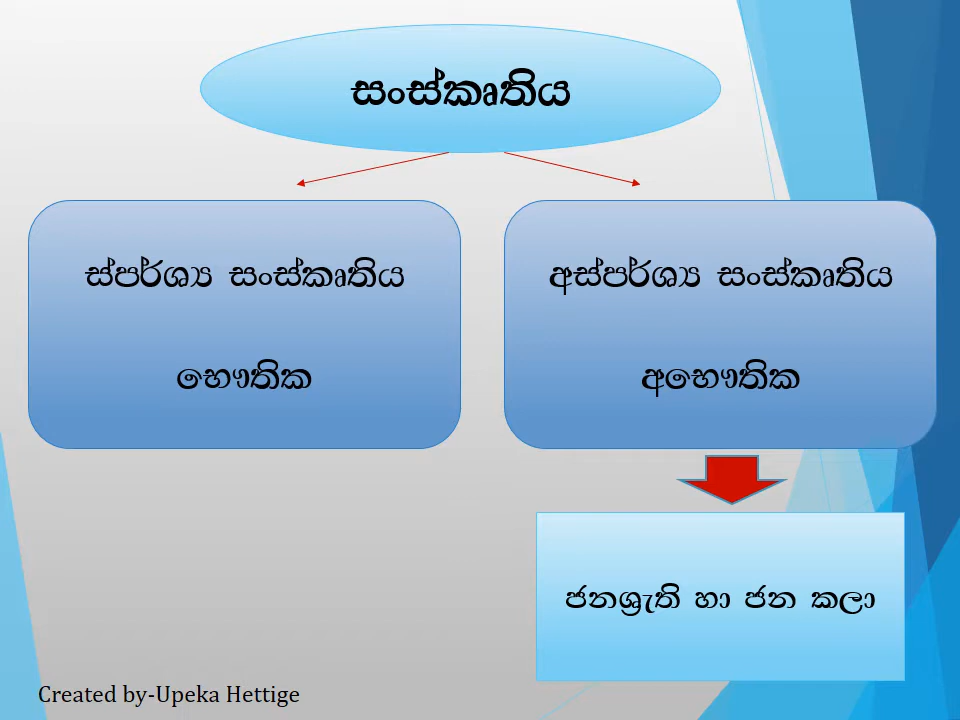 සංස්කෘතිය
ස්පර්ශ්‍ය සංස්කෘතිය
භෞතික
අස්පර්ශ්‍ය සංස්කෘතිය
අභෞතික
ජනශ්‍රැති හා ජන කලා
Created by-Upeka Hettige